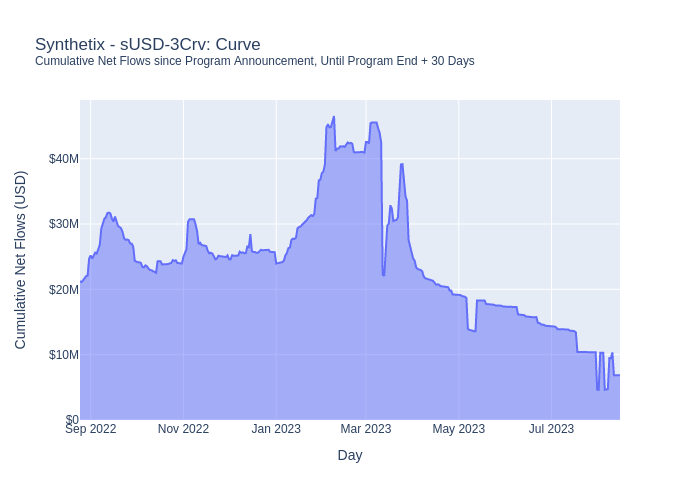 Synthetix - sUSD-3Crv: Curve
Cumulative Net Flows since Program Announcement, Until Program End + 30 Days
Cumulative Net Flows (USD)
$40M
$30M
$20M
$10M
$0
Sep 2022
Nov 2022
Jan 2023
Mar 2023
May 2023
Jul 2023
Day